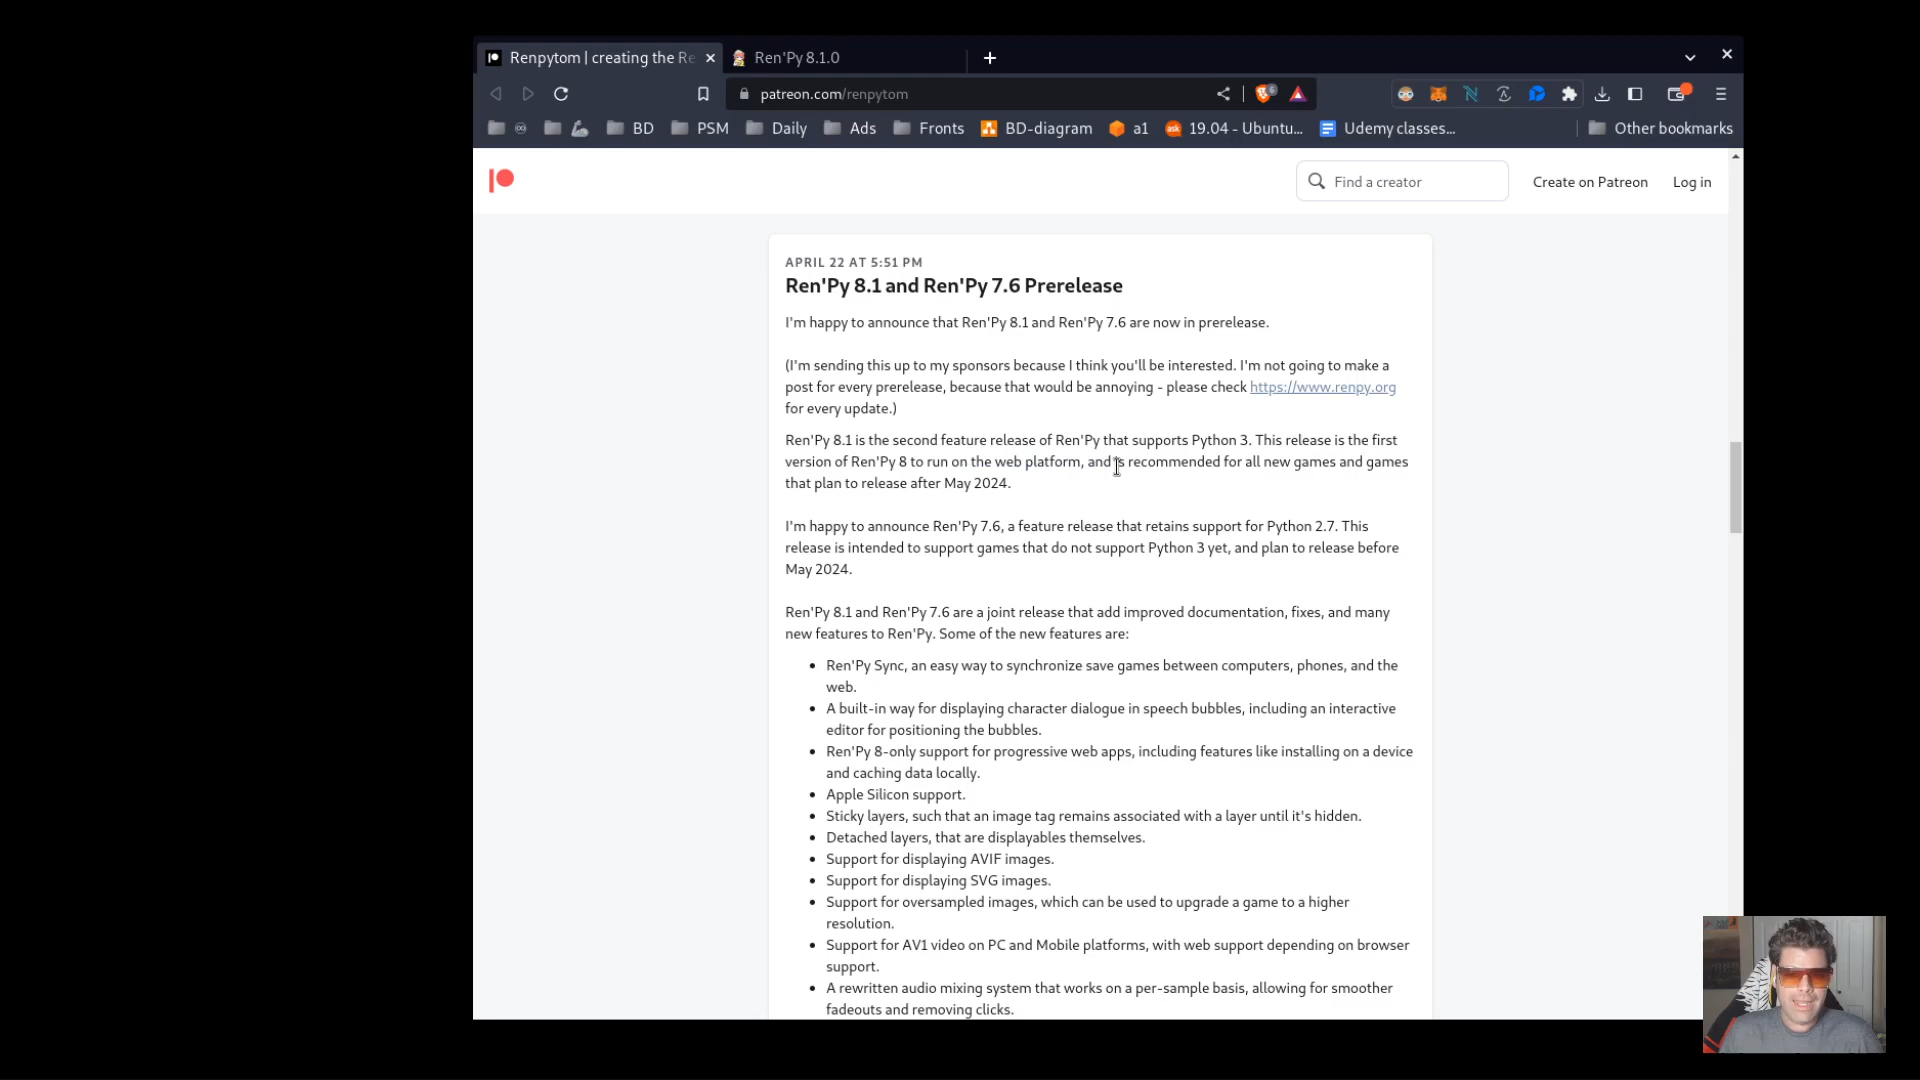 Renpytom | creating the Re
Ren'Py 8.1.0
patreon.com/renpytom
6
BD
PSM
Daily
Ads
Fronts
BD-diagram
a1
ask
19.04 - Ubuntu...
Udemy classes...
Other bookmarks
Find a creator
Create on Patreon
Log in
APRIL 22 AT 5:51 PM
Ren'Py 8.1 and Ren'Py 7.6 Prerelease
I'm happy to announce that Ren'Py 8.1 and Ren'Py 7.6 are now in prerelease.
(I'm sending this up to my sponsors because I think you'll be interested. I'm not going to make a
post for every prerelease, because that would be annoying - please check https://www.renpy.org
for every update.)
Ren'Py 8.1 is the second feature release of Ren'Py that supports Python 3. This release is the first
version of Ren'Py 8 to run on the web platform, and is recommended for all new games and games
that plan to release after May 2024.
I'm happy to announce Ren'Py 7.6, a feature release that retains support for Python 2.7. This
release is intended to support games that do not support Python 3 yet, and plan to release before
May 2024.
Ren'Py 8.1 and Ren'Py 7.6 are a joint release that add improved documentation, fixes, and many
new features to Ren'Py. Some of the new features are:
• Ren'Py Sync, an easy way to synchronize save games between computers, phones, and the
web.
• A built-in way for displaying character dialogue in speech bubbles, including an interactive
editor for positioning the bubbles.
• Ren'Py 8-only support for progressive web apps, including features like installing on a device
and caching data locally.
• Apple Silicon support.
• Sticky layers, such that an image tag remains associated with a layer until it's hidden.
• Detached layers, that are displayables themselves.
• Support for displaying AVIF images.
• Support for displaying SVG images.
• Support for oversampled images, which can be used to upgrade a game to a higher
resolution.
• Support for AV1 video on PC and Mobile platforms, with web support depending on browser
support.
• A rewritten audio mixing system that works on a per-sample basis, allowing for smoother
fadeouts and removing clicks.